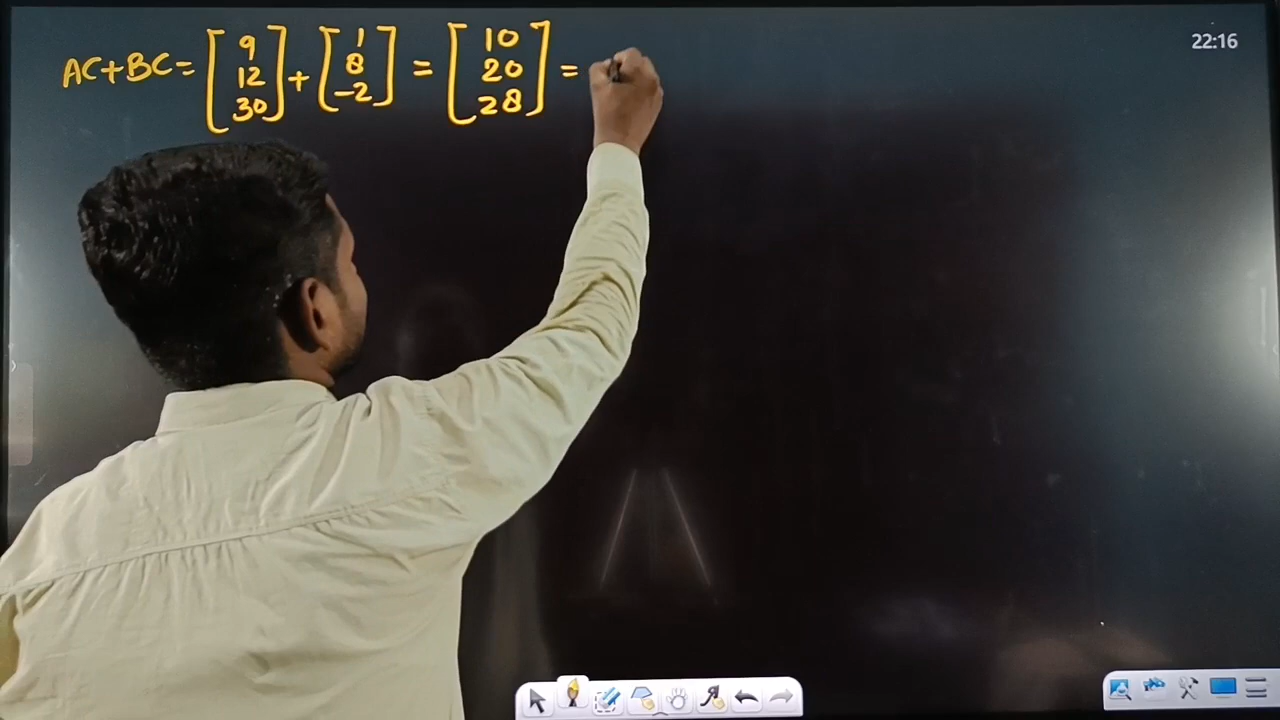 AC+BC = [9 12 30] + [1 8 -2] = [10 20 28] =
22:16